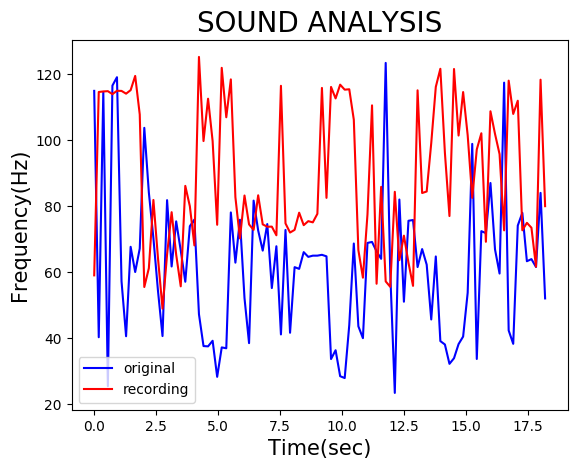 SOUND ANALYSIS
Frequency(Hz)
120
100
80
60
40
20
original
recording
0.0 2.5 5.0 7.5 10.0 12.5 15.0 17.5
Time(sec)